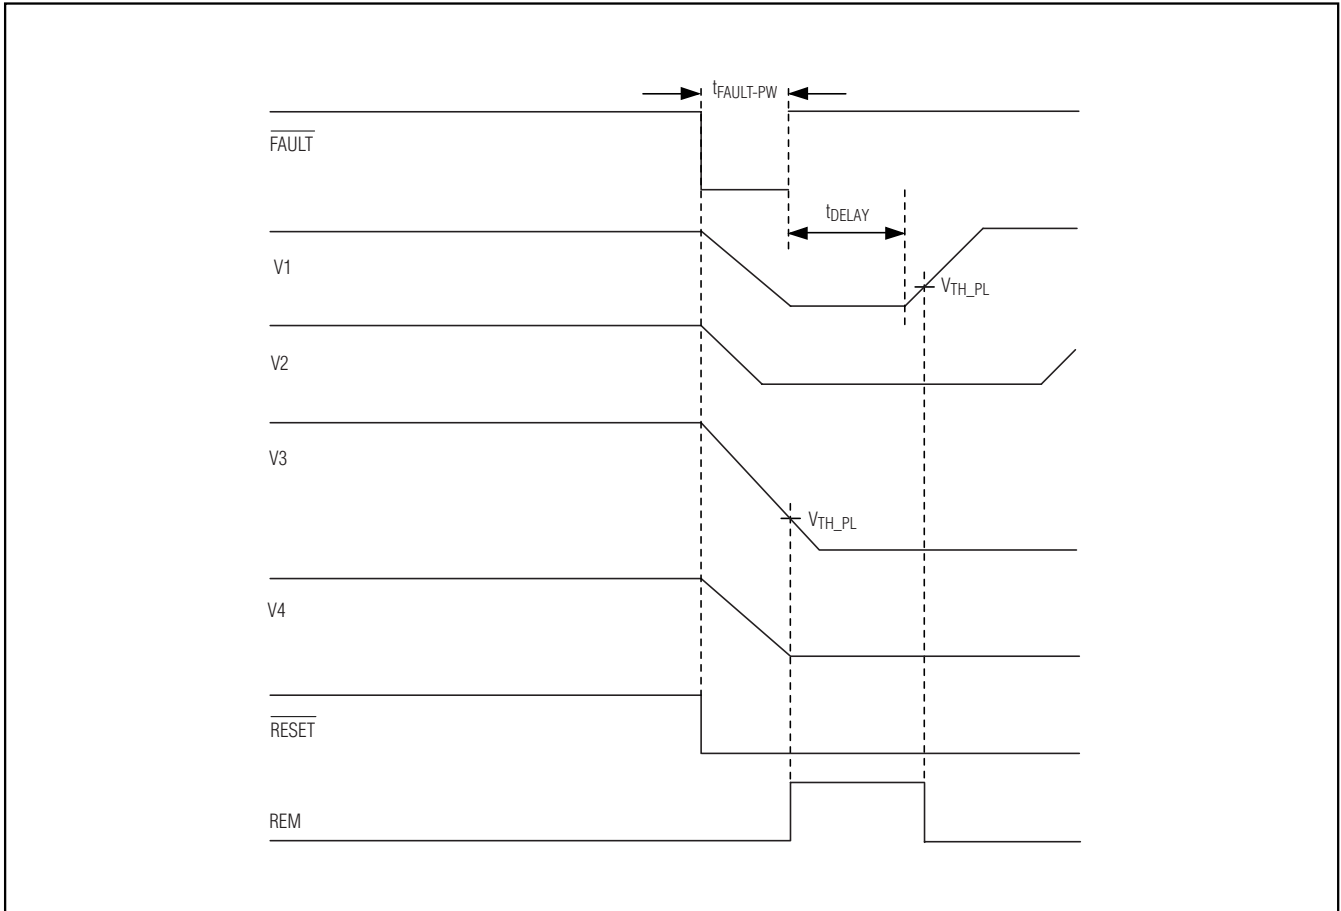 tFAULT-PW
FAULT
tDELAY
V1
VTH_PL
V2
V3
VTH_PL
V4
RESET
REM